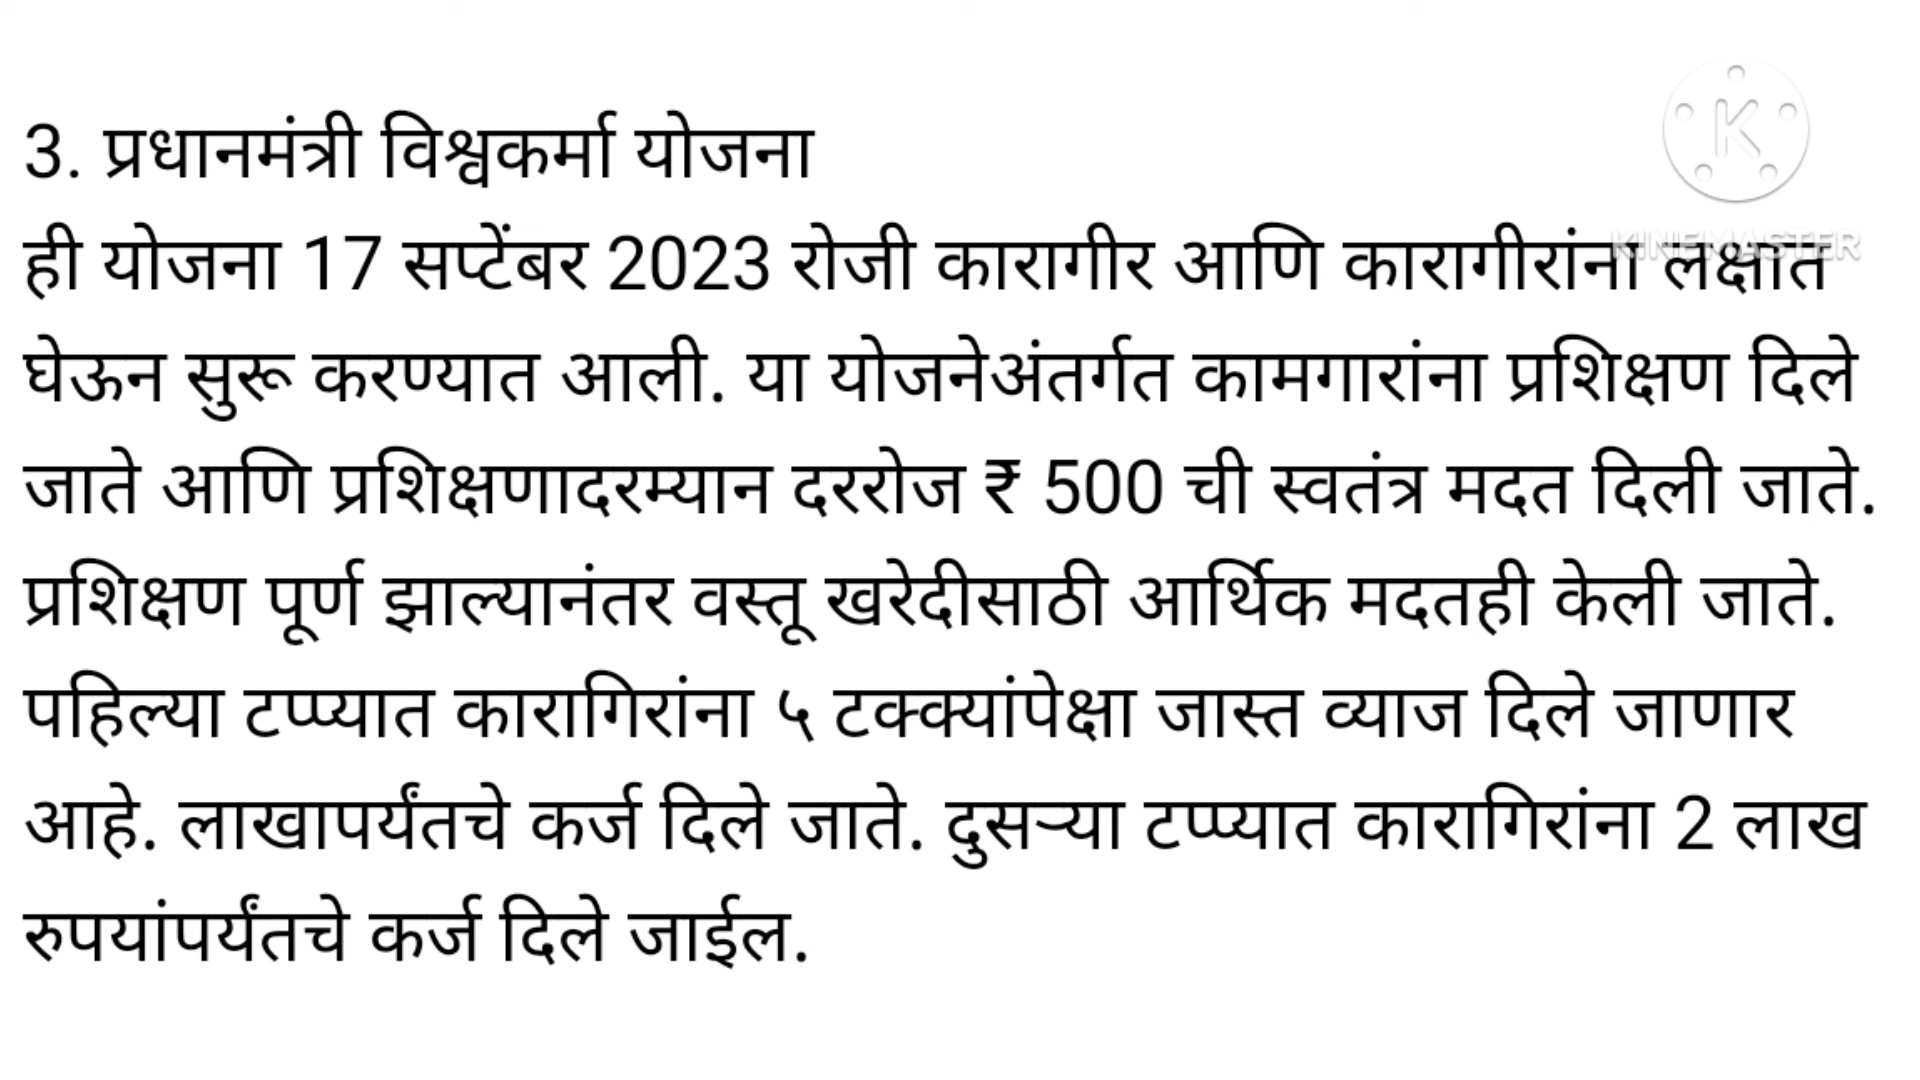 3. प्रधानमंत्री विश्वकर्मा योजना
ही योजना 17 सप्टेंबर 2023 रोजी कारागीर आणि कारागीरांना लक्षात
घेऊन सुरू करण्यात आली. या योजनेअंतर्गत कामगारांना प्रशिक्षण दिले
जाते आणि प्रशिक्षणादरम्यान दररोज ₹ 500 ची स्वतंत्र मदत दिली जाते.
प्रशिक्षण पूर्ण झाल्यानंतर वस्तू खरेदीसाठी आर्थिक मदतही केली जाते.
पहिल्या टप्प्यात कारागिरांना ५ टक्क्यांपेक्षा जास्त व्याज दिले जाणार
आहे. लाखापर्यंतचे कर्ज दिले जाते. दुसऱ्या टप्प्यात कारागिरांना 2 लाख
रुपयांपर्यंतचे कर्ज दिले जाईल.
K
KINEMASTER